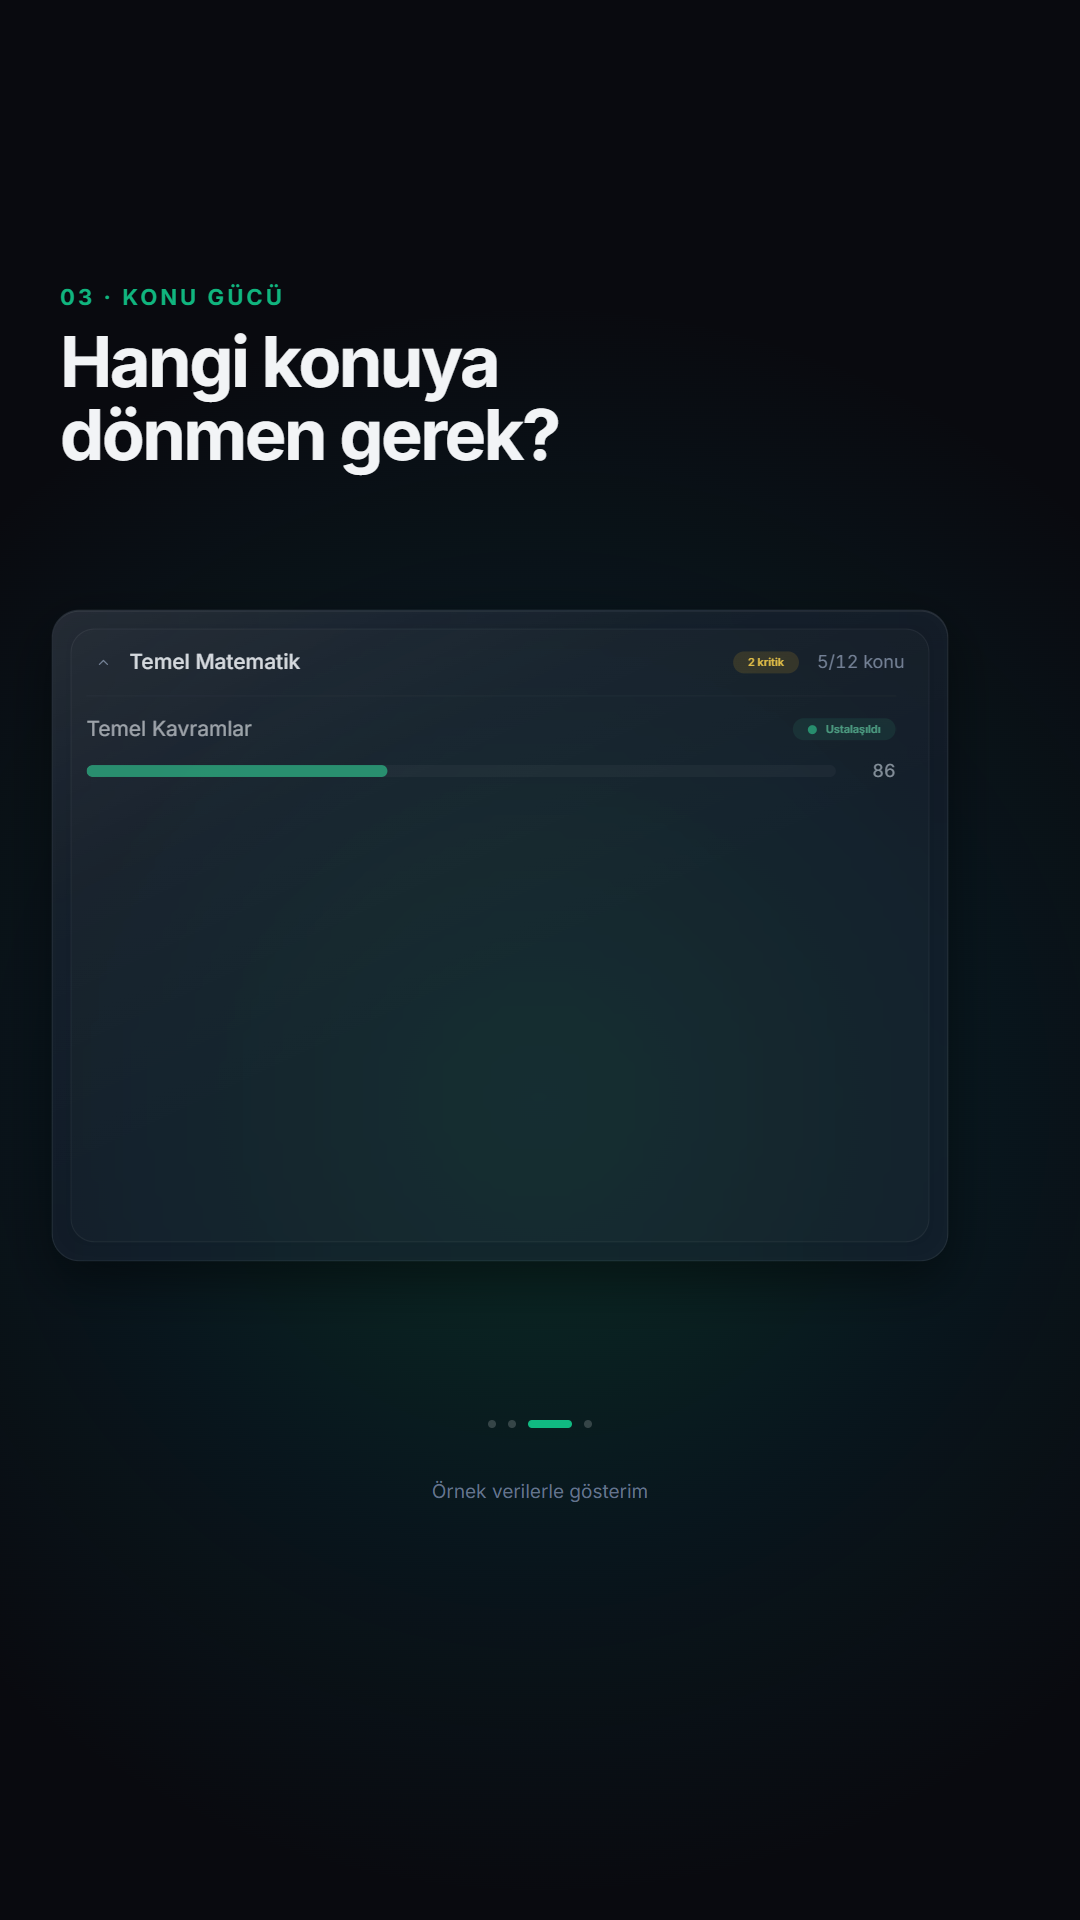 03 · KONU GÜCÜ
Hangi konuya
dönmen gerek?
Temel Matematik
2 kritik
5/12 konu
Temel Kavramlar
Ustalaşıldı
86
Örnek verilerle gösterim